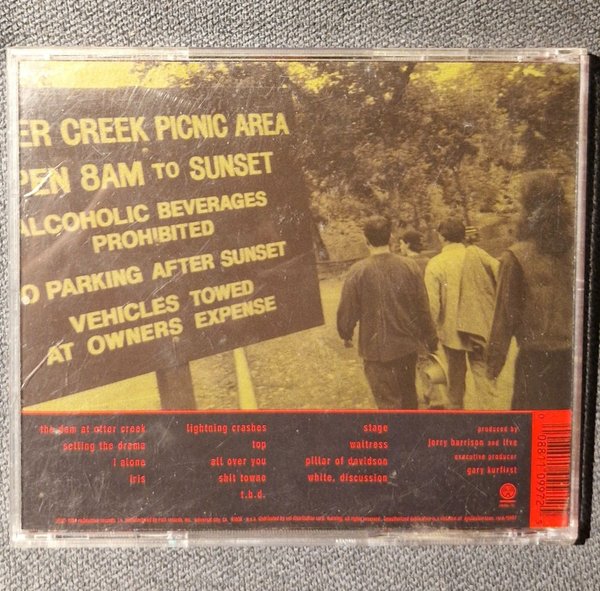 ER CREEK PICNIC AREA
PEN 8AM TO SUNSET
ALCOHOLIC BEVERAGES
PROHIBITED
O PARKING AFTER SUNSET
VEHICLES TOWED
AT OWNERS EXPENSE
the dam at otter creek
selling the drama
i alone
iris
lightning crashes
top
all over you
shit towne
t.b.d.
stage
waitress
pillar of davidson
white, discussion
produced by
jerry harrison and live
executive producer
gary kurfirst